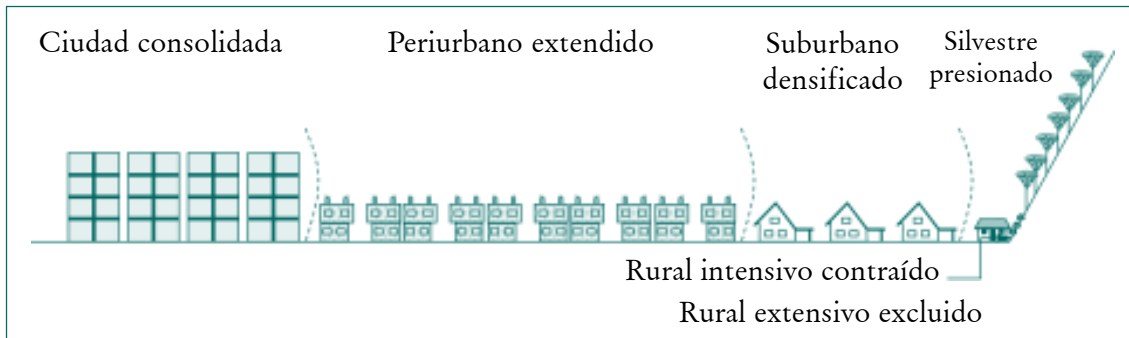 Ciudad consolidada
Periurbano extendido
Suburbano
densificado
Silvestre
presionado
Rural intensivo contraído
Rural extensivo excluido